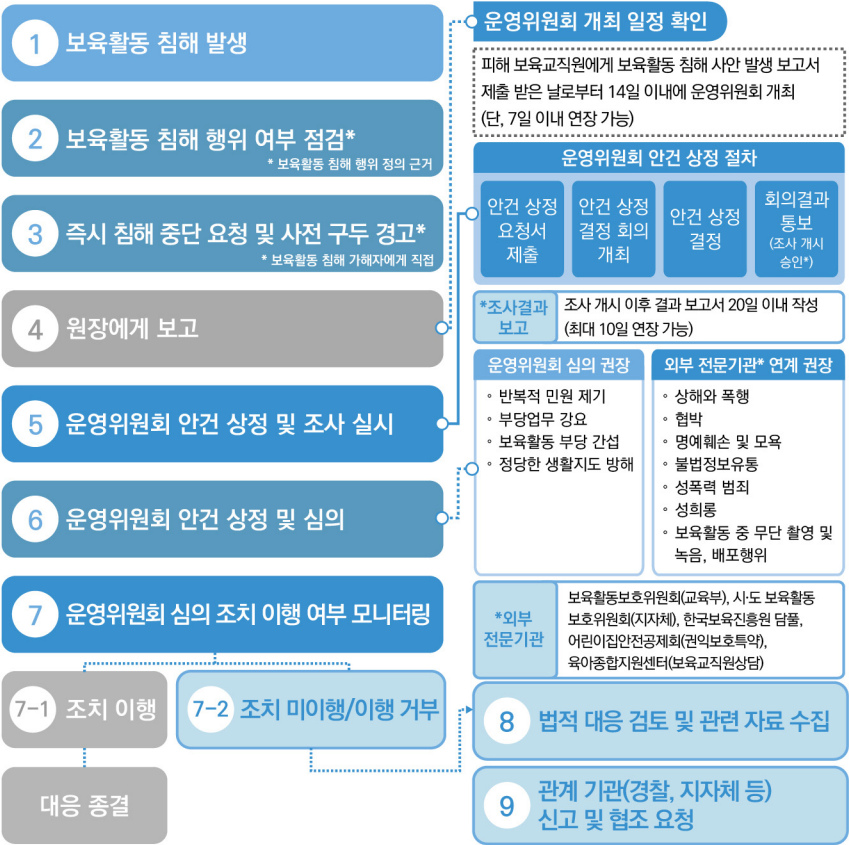 1 보육활동 침해 발생
2 보육활동 침해 행위 여부 점검*
* 보육활동 침해 행위 정의 근거
3 즉시 침해 중단 요청 및 사전 구두 경고*
* 보육활동 침해 가해자에게 직접
4 원장에게 보고
5 운영위원회 안건 상정 및 조사 실시
6 운영위원회 안건 상정 및 심의
7 운영위원회 심의 조치 이행 여부 모니터링
7-1 조치 이행
7-2 조치 미이행/이행 거부
대응 종결
운영위원회 개최 일정 확인
피해 보육교직원에게 보육활동 침해 사안 발생 보고서
제출 받은 날로부터 14일 이내에 운영위원회 개최
(단, 7일 이내 연장 가능)
운영위원회 안건 상정 절차
안건 상정
요청서
제출
안건 상정
결정 회의
개최
안건 상정
결정
회의결과
통보
(조사 개시
승인*)
*조사결과
보고
조사 개시 이후 결과 보고서 20일 이내 작성
(최대 10일 연장 가능)
운영위원회 심의 권장
◦ 반복적 민원 제기
◦ 부당업무 강요
◦ 보육활동 부당 간섭
◦ 정당한 생활지도 방해
외부 전문기관* 연계 권장
◦ 상해와 폭행
◦ 협박
◦ 명예훼손 및 모욕
◦ 불법정보유통
◦ 성폭력 범죄
◦ 성희롱
◦ 보육활동 중 무단 촬영 및
녹음, 배포행위
*외부
전문기관
보육활동보호위원회(교육부), 시·도 보육활동
보호위원회(지자체), 한국보육진흥원 담풀,
어린이집안전공제회(권익보호특약),
육아종합지원센터(보육교직원상담)
8 법적 대응 검토 및 관련 자료 수집
9 관계 기관(경찰, 지자체 등)
신고 및 협조 요청